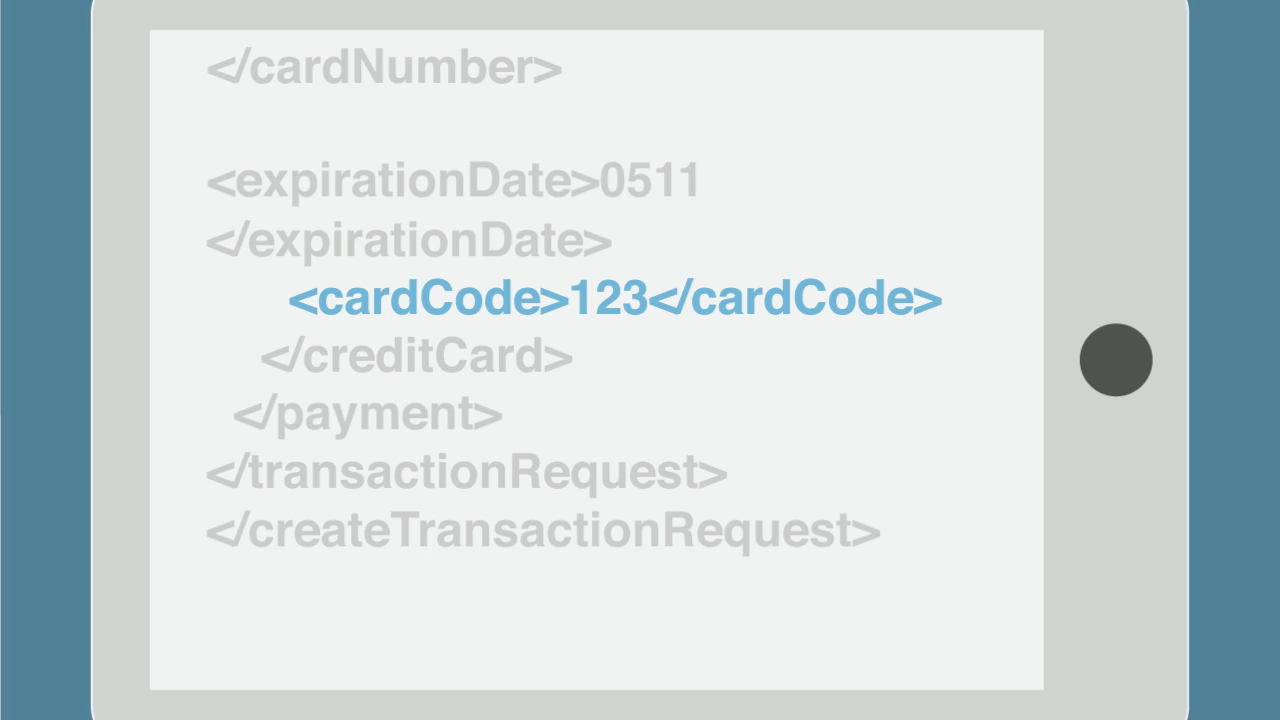 </cardNumber>
<expirationDate>0511
</expirationDate>
<cardCode>123</cardCode>
</creditCard>
</payment>
</transactionRequest>
</createTransactionRequest>